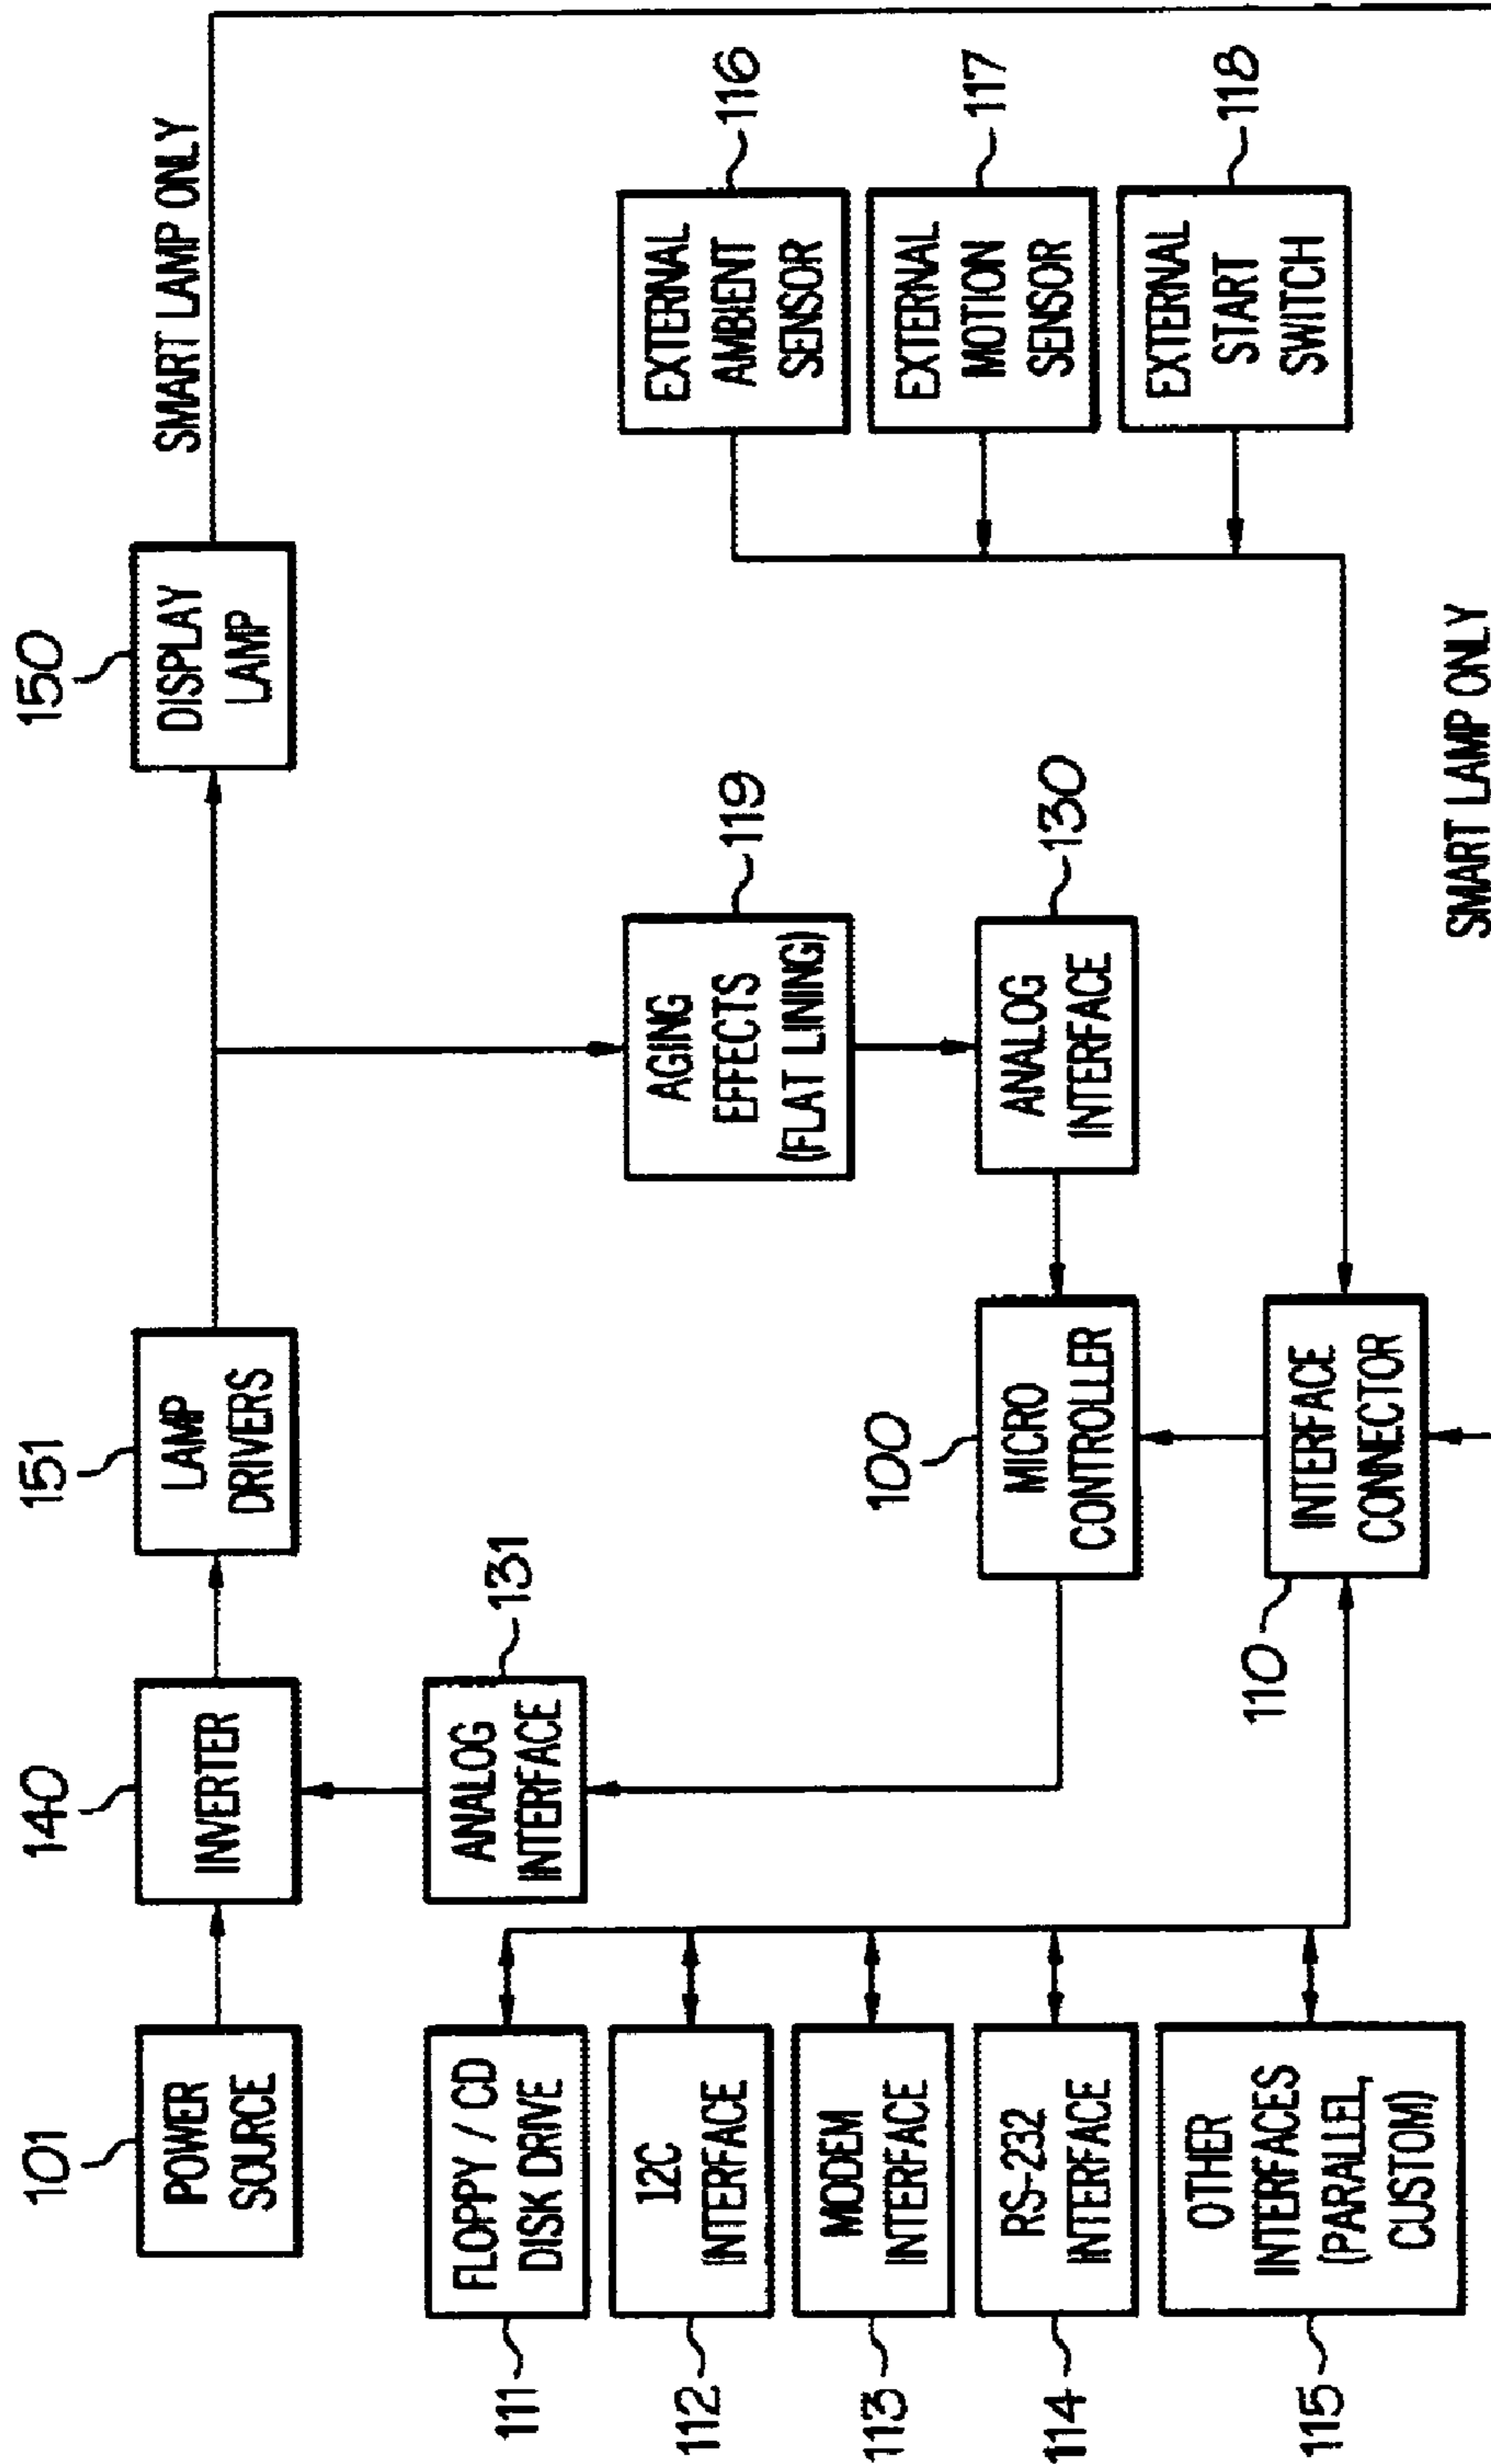 101
POWER
SOURCE
140
INVERTER
151
LAMP
DRIVERS
150
DISPLAY
LAMP
SMART LAMP ONLY
111
FLOPPY / CD
DISK DRIVE
131
ANALOG
INTERFACE
112
12C
INTERFACE
119
AGING
EFFECTS
(FLAT LINING)
116
EXTERNAL
AMBIENT
SENSOR
113
MODEM
INTERFACE
117
EXTERNAL
MOTION
SENSOR
114
RS-232
INTERFACE
100
MICRO
CONTROLLER
130
ANALOG
INTERFACE
118
EXTERNAL
START
SWITCH
115
OTHER
INTERFACES
(PARALLEL,
CUSTOM)
110
INTERFACE
CONNECTOR
SMART LAMP ONLY